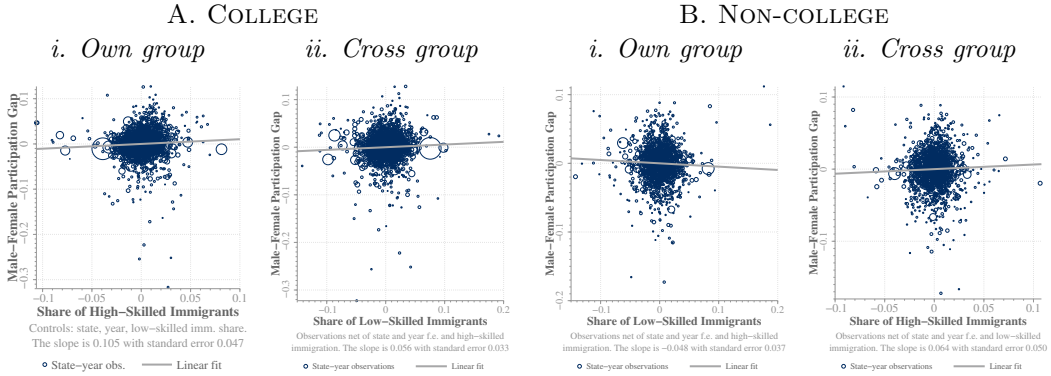 A. COLLEGE
B. NON-COLLEGE
i. Own group
ii. Cross group
i. Own group
ii. Cross group
Male−Female Participation Gap
0.1
0
−0.1
−0.2
−0.3
−0.1
−0.05
0
0.05
0.1
Share of High−Skilled Immigrants
Controls: state, year, low−skilled imm. share.
The slope is 0.105 with standard error 0.047
State−year obs.
Linear fit
Male−Female Participation Gap
0.1
0
−0.1
−0.2
−0.3
−0.1
0
0.1
0.2
Share of Low−Skilled Immigrants
Observations net of state and year f.e. and high−skilled
immigration. The slope is 0.056 with standard error 0.033
State−year observations
Linear fit
Male−Female Participation Gap
0.1
0
−0.1
−0.2
−0.1
0
0.1
0.2
Share of Low−Skilled Immigrants
Observations net of state and year f.e. and high−skilled
immigration. The slope is −0.048 with standard error 0.037
State−year observations
Linear fit
Male−Female Participation Gap
0.1
0
−0.1
−0.1
−0.05
0
0.05
0.1
Share of High−Skilled Immigrants
Observations net of state and year f.e. and low−skilled
immigration. The slope is 0.064 with standard error 0.050
State−year observations
Linear fit